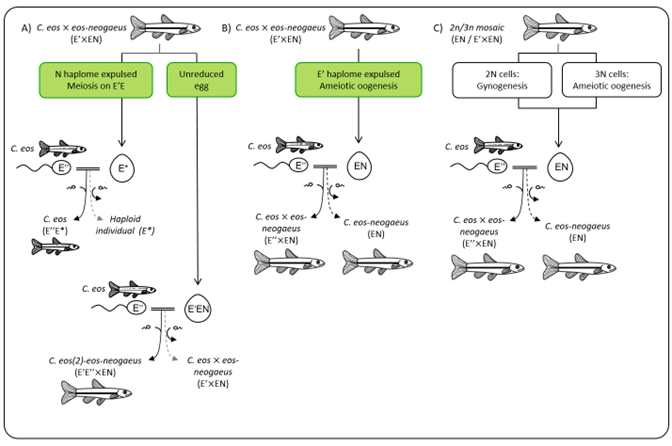 A)
C. eos × eos-neogaeus
(E'×EN)
N haplome expulsed
Meiosis on E'E
Unreduced
egg
C. eos
E''
E*
C. eos
(E''E*)
Haploid
individual (E*)
C. eos
E''
E'EN
C. eos(2)-eos-neogaeus
(E'E''×EN)
C. eos × eos-
neogaeus
(E'×EN)
B)
C. eos × eos-neogaeus
(E'×EN)
E' haplome expulsed
Ameiotic oogenesis
C. eos
E''
EN
C. eos × eos-
neogaeus
(E''×EN)
C. eos-neogaeus
(EN)
C)
2n/3n mosaic
(EN / E'×EN)
2N cells:
Gynogenesis
3N cells:
Ameiotic oogenesis
C. eos
E''
EN
C. eos × eos-
neogaeus
(E''×EN)
C. eos-neogaeus
(EN)